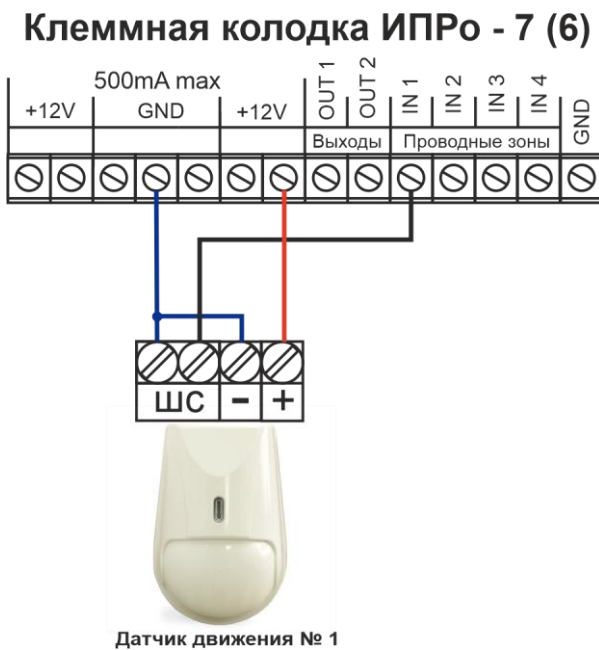 Клеммная колодка ИПРо - 7 (6)
500mA max
+12V GND +12V OUT 1 OUT 2 IN 1 IN 2 IN 3 IN 4 GND
Выходы Проводные зоны
ШС - +
Датчик движения № 1